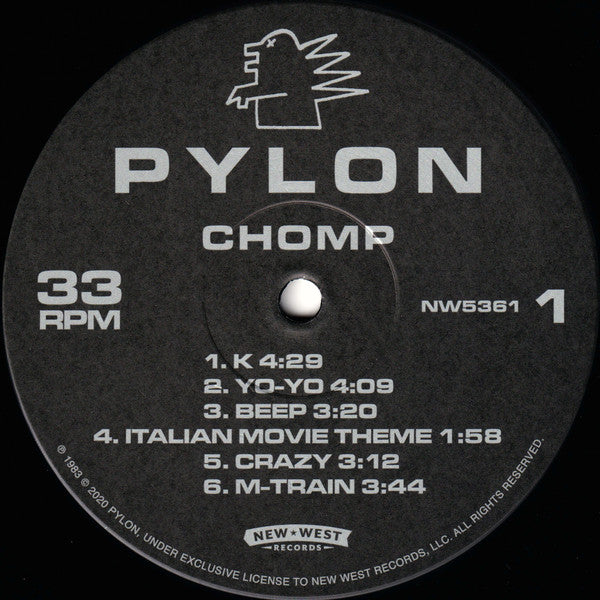 PYLON
CHOMP
33
RPM
NW5361 1
1. K 4:29
2. YO-YO 4:09
3. BEEP 3:20
4. ITALIAN MOVIE THEME 1:58
5. CRAZY 3:12
6. M-TRAIN 3:44
NEW★WEST
RECORDS
℗ 1983 © 2020 PYLON, UNDER EXCLUSIVE LICENSE TO NEW WEST RECORDS, LLC. ALL RIGHTS RESERVED.